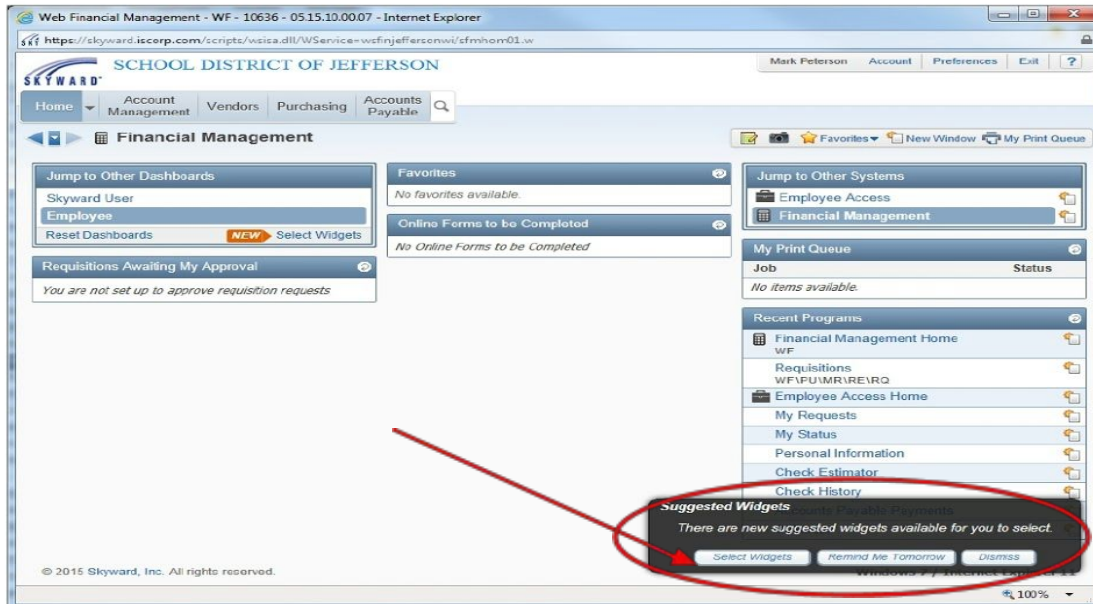 Web Financial Management - WF - 10636 - 05.15.10.00.07 - Internet Explorer
https://skyward.iscorp.com/scripts/wsisa.dll/WService=wsfinjeffersonwi/sfmhom01.w
SKYWARD
SCHOOL DISTRICT OF JEFFERSON
Mark Peterson Account Preferences Exit ?
Home Account Management Vendors Purchasing Accounts Payable
Financial Management
Favorites New Window My Print Queue
Jump to Other Dashboards
Skyward User
Employee
Reset Dashboards NEW Select Widgets
Requisitions Awaiting My Approval
You are not set up to approve requisition requests
Favorites
No favorites available.
Online Forms to be Completed
No Online Forms to be Completed
Jump to Other Systems
Employee Access
Financial Management
My Print Queue
Job Status
No items available.
Recent Programs
Financial Management Home
WF
Requisitions
WF\PU\MR\RE\RQ
Employee Access Home
My Requests
My Status
Personal Information
Check Estimator
Check History
Accounts Payable Payments
Suggested Widgets
There are new suggested widgets available for you to select.
Select Widgets Remind Me Tomorrow Dismiss
© 2015 Skyward, Inc. All rights reserved.
Windows 7 / Internet Explorer 11
100%